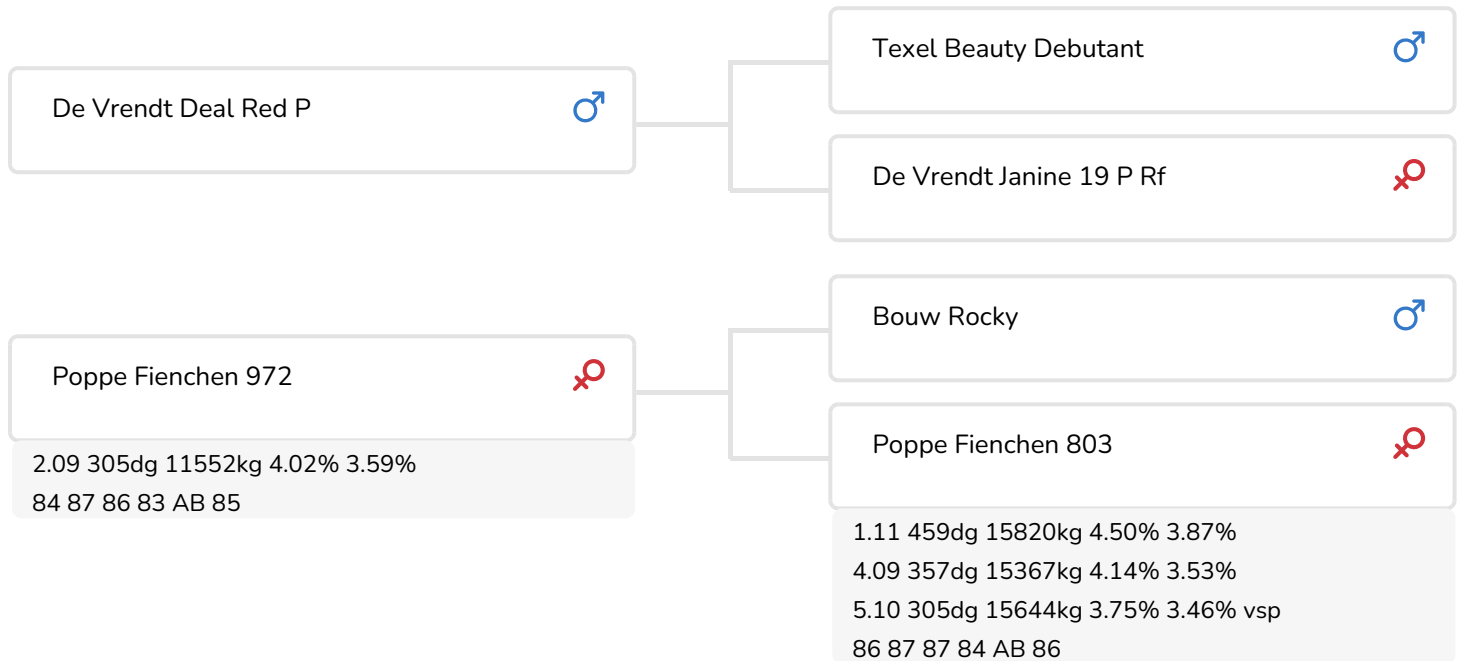 De Vrendt Deal Red P
Texel Beauty Debutant
De Vrendt Janine 19 P Rf
Poppe Fienchen 972
2.09 305dg 11552kg 4.02% 3.59%
84 87 86 83 AB 85
Bouw Rocky
Poppe Fienchen 803
1.11 459dg 15820kg 4.50% 3.87%
4.09 357dg 15367kg 4.14% 3.53%
5.10 305dg 15644kg 3.75% 3.46% vsp
86 87 87 84 AB 86